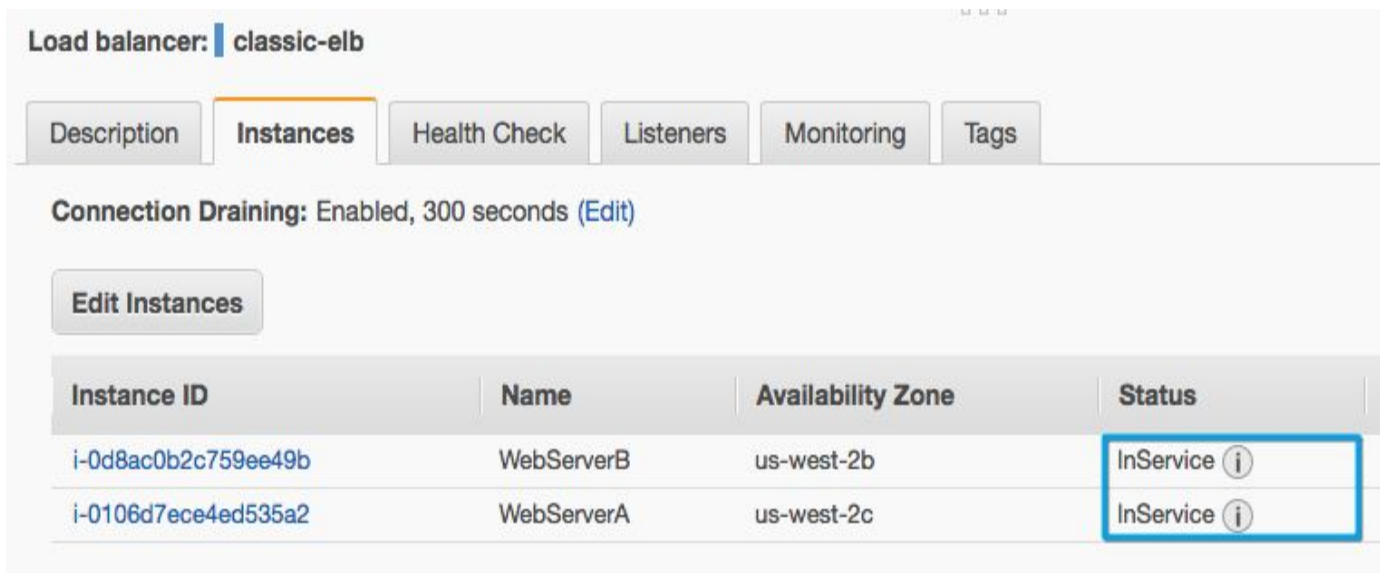 Load balancer: classic-elb
Description Instances Health Check Listeners Monitoring Tags
Connection Draining: Enabled, 300 seconds (Edit)
Edit Instances
Instance ID Name Availability Zone Status
i-0d8ac0b2c759ee49b WebServerB us-west-2b InService i
i-0106d7ece4ed535a2 WebServerA us-west-2c InService i